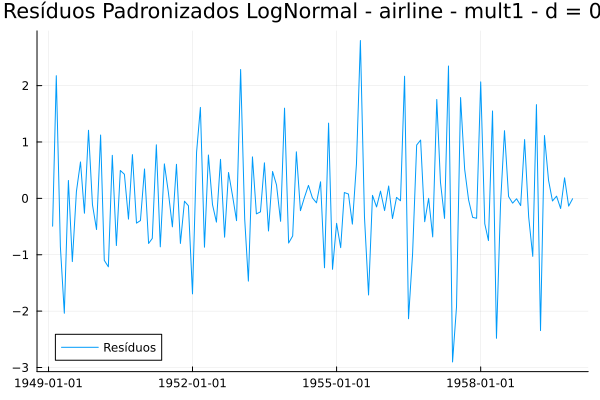 Resíduos Padronizados LogNormal - airline - mult1 - d = 0
2
1
0
−1
−2
−3
Resíduos
1949-01-01 1952-01-01 1955-01-01 1958-01-01